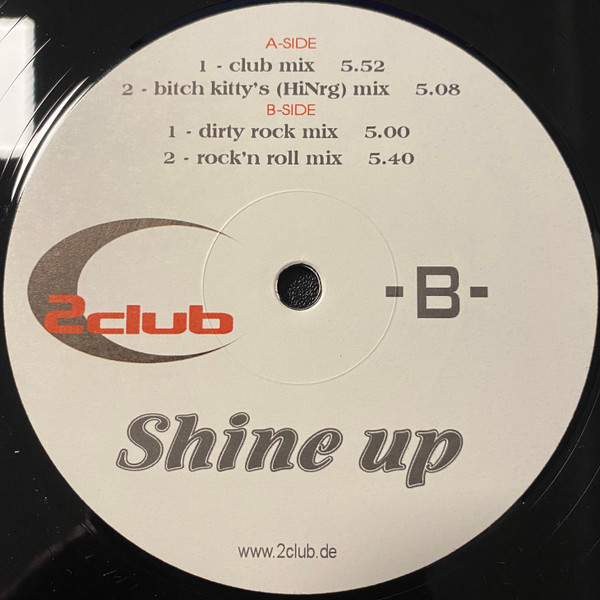 A-SIDE
1 - club mix 5.52
2 - bitch kitty's (HiNrg) mix 5.08
B-SIDE
1 - dirty rock mix 5.00
2 - rock'n roll mix 5.40
2club
-B-
Shine up
www.2club.de